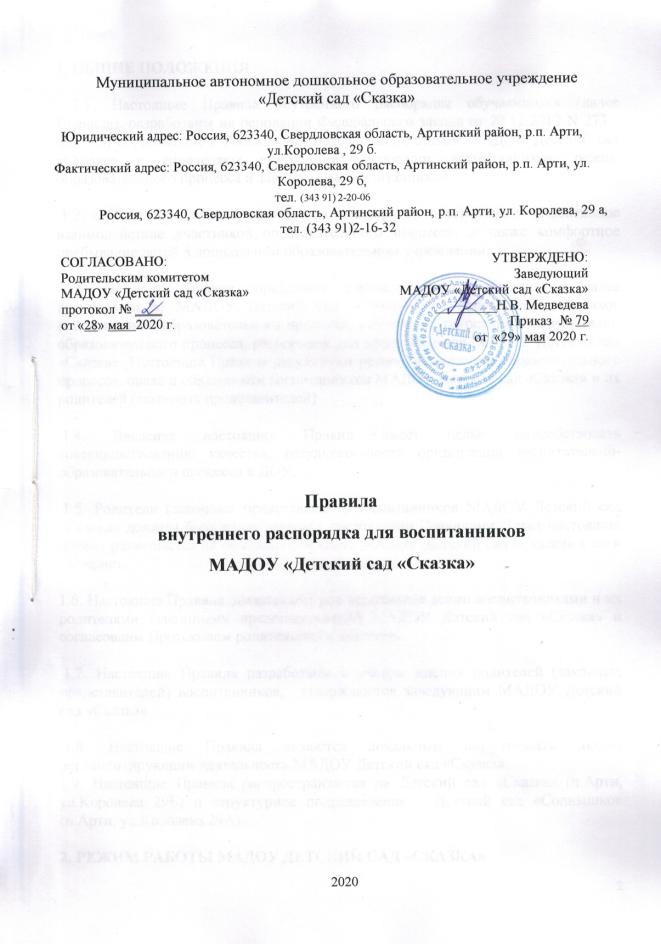 Муниципальное автономное дошкольное образовательное учреждение
«Детский сад «Сказка»
Юридический адрес: Россия, 623340, Свердловская область, Артинский район, р.п. Арти,
ул.Королева , 29 б.
Фактический адрес: Россия, 623340, Свердловская область, Артинский район, р.п. Арти, ул.
Королева, 29 б,
тел. (343 91) 2-20-06
Россия, 623340, Свердловская область, Артинский район, р.п. Арти, ул. Королева, 29 а,
тел. (343 91)2-16-32
СОГЛАСОВАНО:
Родительским комитетом
МАДОУ «Детский сад «Сказка»
протокол №
от «28» мая 2020 г.
УТВЕРЖДЕНО:
Заведующий
МАДОУ «Детский сад «Сказка»
Н.В. Медведева
Приказ № 79
от «29» мая 2020 г.
«Детский сад
«Сказка»
Правила
внутреннего распорядка для воспитанников
МАДОУ «Детский сад «Сказка»
2020